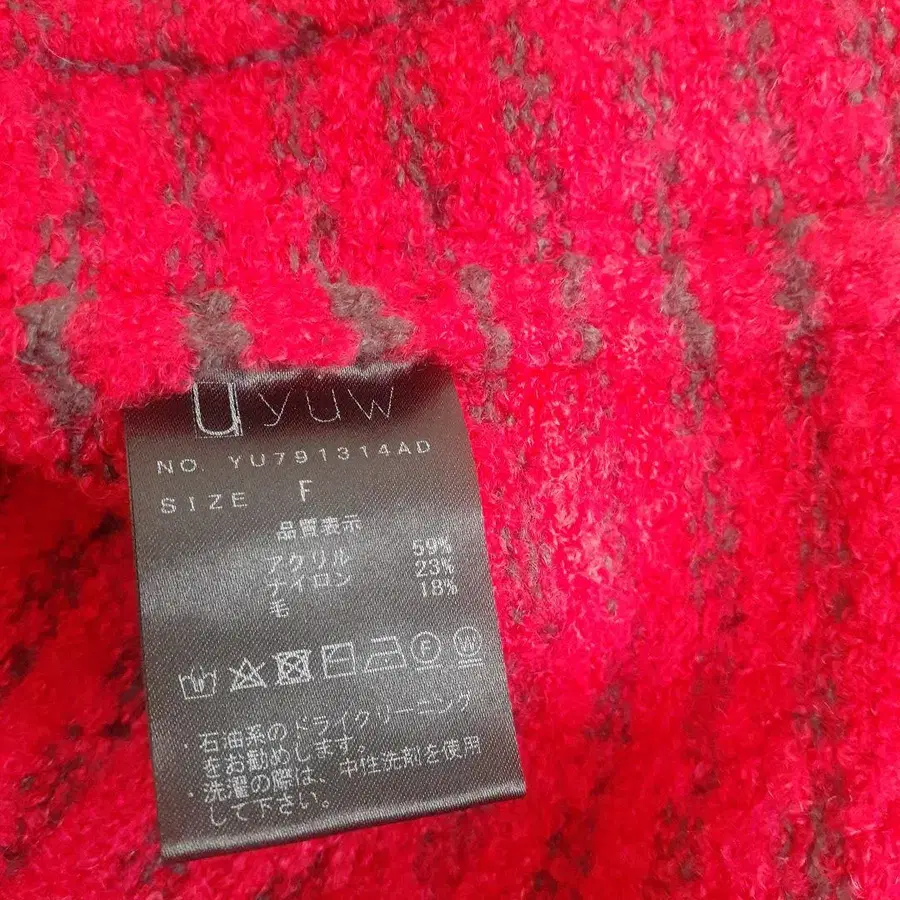 u yuw
NO. YU791314AD
SIZE F
品質表示
アクリル 59%
ナイロン 23%
毛 18%
F W
・石油系のドライクリーニング
をお勧めします。
・洗濯の際は、中性洗剤を使用
して下さい。